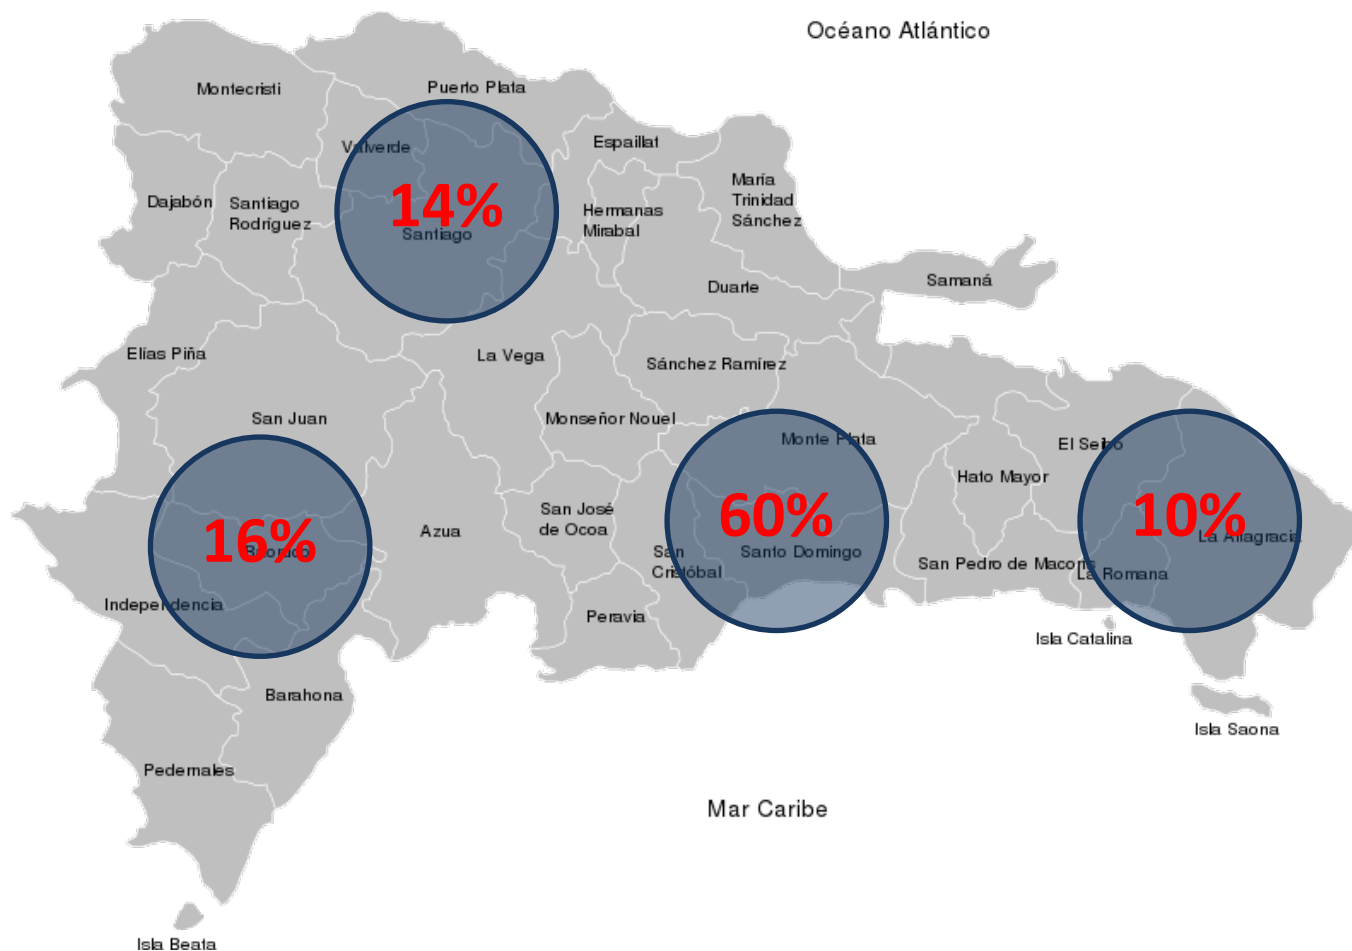 Océano Atlántico
Montecristi
Puerto Plata
Valverde
Espaillat
Dajabón
Santiago
Rodríguez
14%
Santiago
Hermanas
Mirabal
María
Trinidad
Sánchez
Duarte
Samaná
Elías Piña
La Vega
Sánchez Ramírez
San Juan
Monseñor Nouel
Monte Plata
El Seibo
Hato Mayor
16%
Baoruco
Azua
San José
de Ocoa
60%
San
Cristóbal
Santo Domingo
10%
La Altagracia
San Pedro de Macorís
La Romana
Independencia
Peravia
Isla Catalina
Barahona
Isla Saona
Pedernales
Mar Caribe
Isla Beata